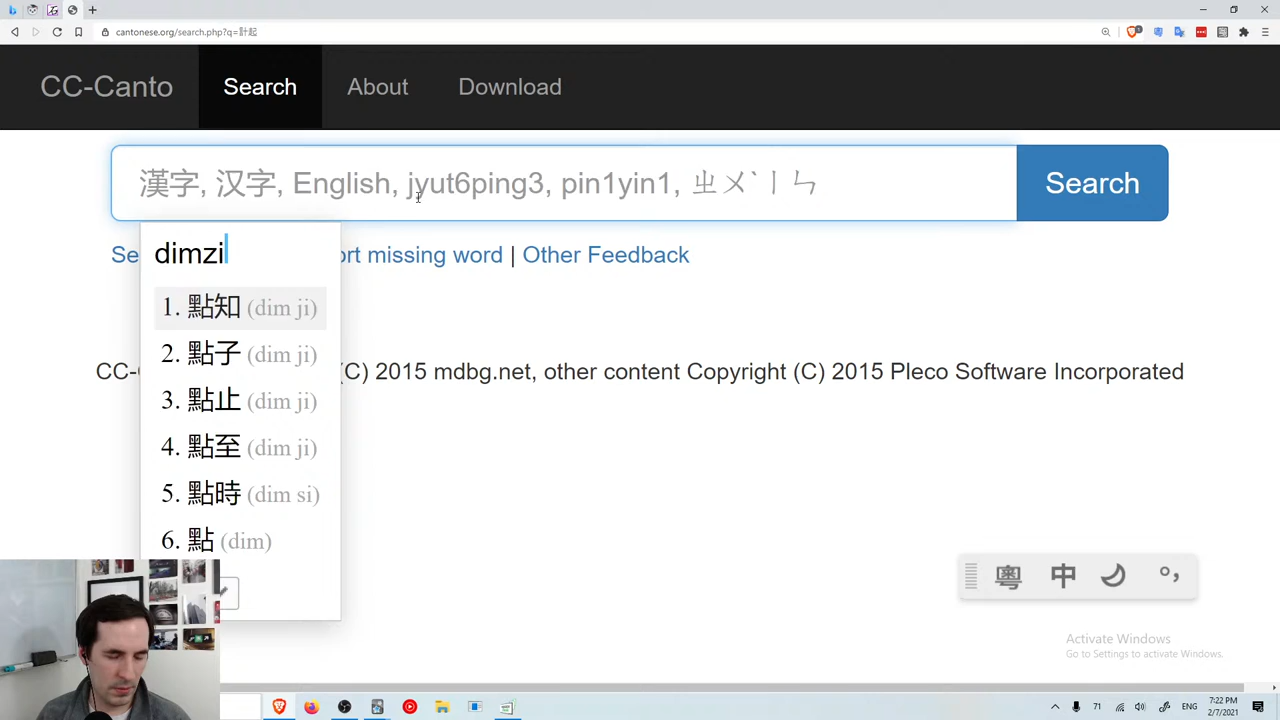 cantonese.org/search.php?q=計起
CC-Canto
Search
About
Download
漢字, 汉字, English, jyut6ping3, pin1yin1, ㄓㄨˋㄧㄣ
Search
dimzi
Se
ort missing word | Other Feedback
1. 點知 (dim ji)
2. 點子 (dim ji)
3. 點止 (dim ji)
4. 點至 (dim ji)
5. 點時 (dim si)
6. 點 (dim)
CC-
(C) 2015 mdbg.net, other content Copyright (C) 2015 Pleco Software Incorporated
粵 中
Activate Windows
Go to Settings to activate Windows.
71
ENG
7:22 PM
2/7/2021